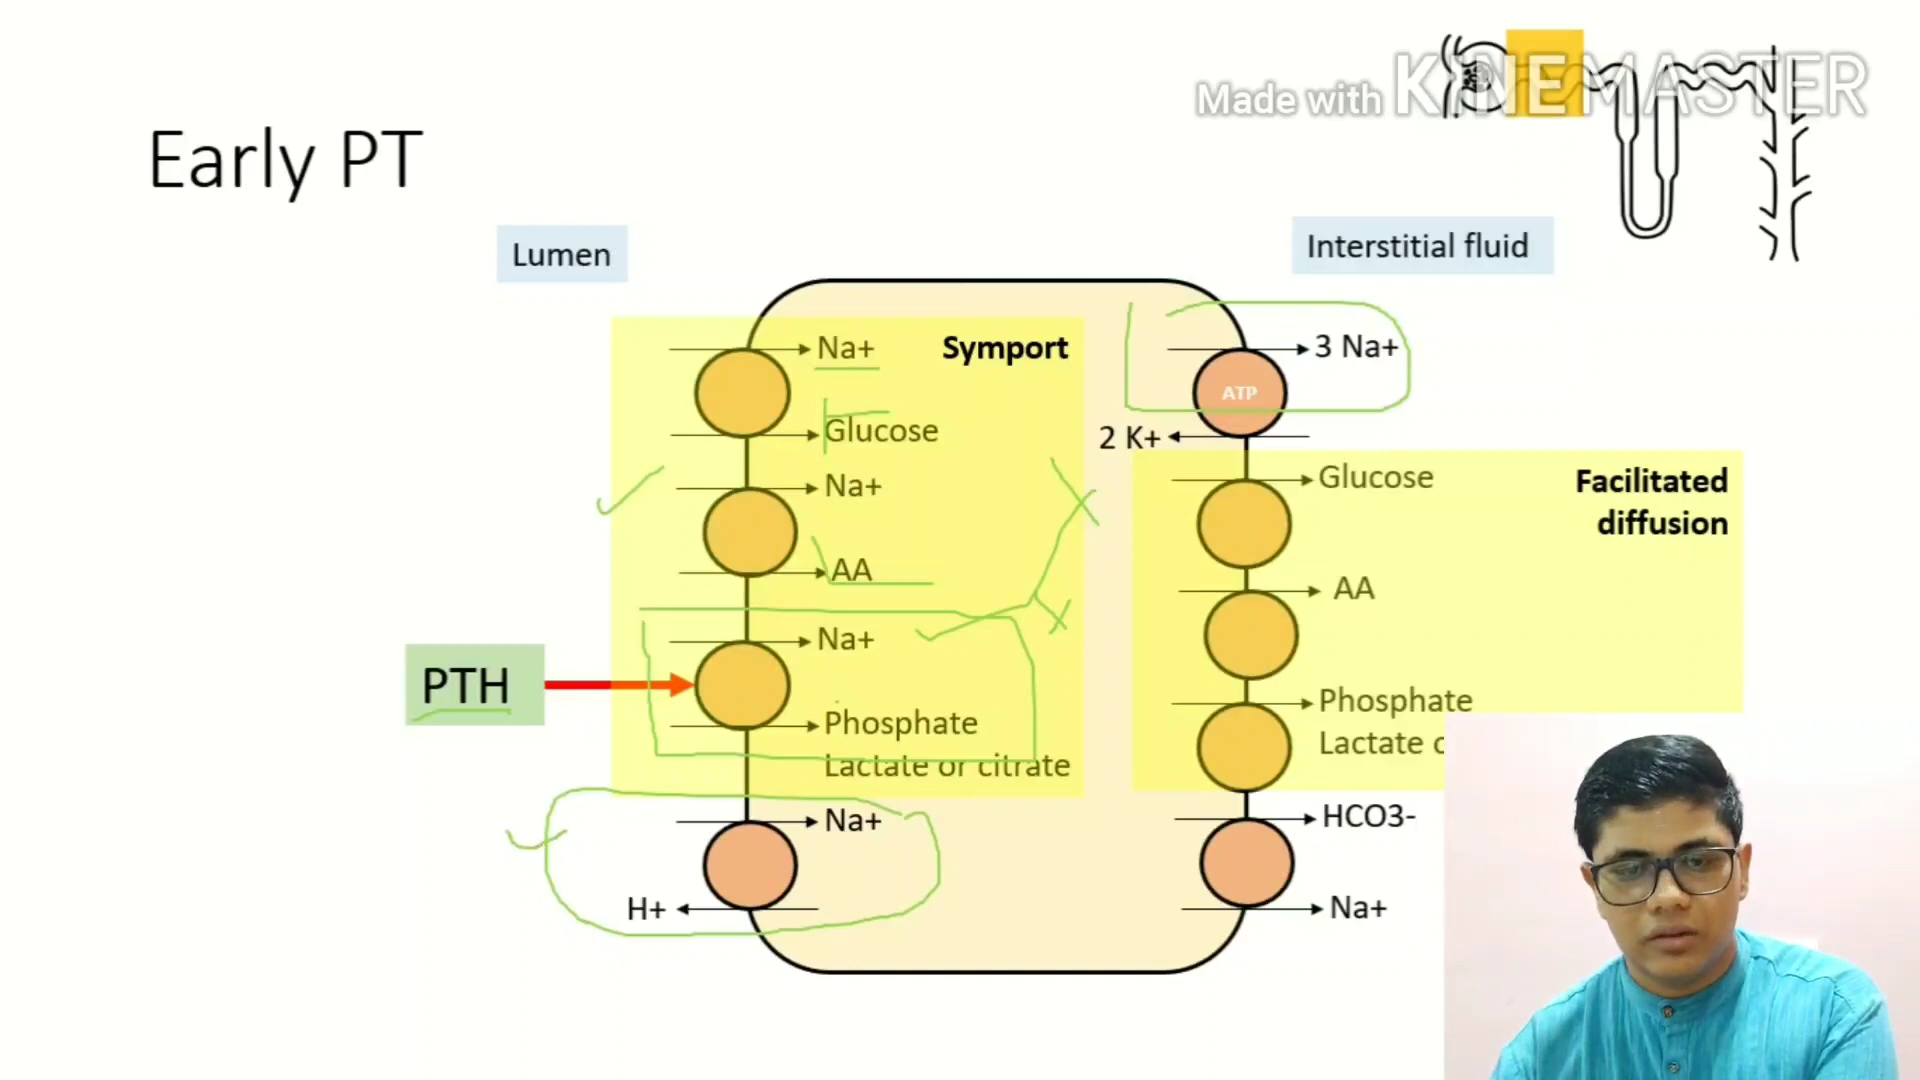 Made with KINEMASTER
Early PT
Lumen
Interstitial fluid
Na+
Symport
3 Na+
ATP
Glucose
2 K+
Na+
Glucose
Facilitated
diffusion
AA
AA
Na+
PTH
Phosphate
Phosphate
Lactate or citrate
Lactate
Na+
HCO3-
H+
Na+